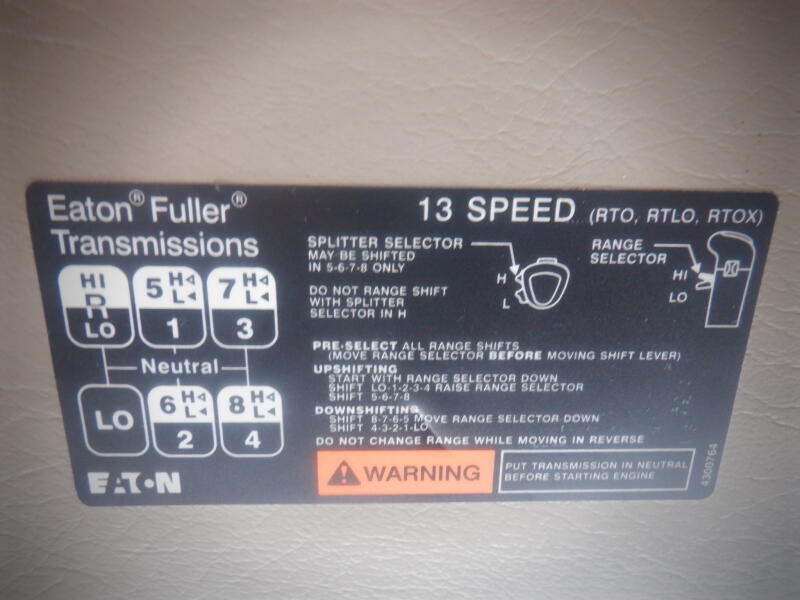 Eaton® Fuller®
Transmissions
13 SPEED (RTO, RTLO, RTOX)
HI
R
LO
5 H L
1
7 H L
3
Neutral
LO
6 H L
2
8 H L
4
EATON
SPLITTER SELECTOR
MAY BE SHIFTED
IN 5-6-7-8 ONLY
DO NOT RANGE SHIFT
WITH SPLITTER
SELECTOR IN H
H
L
RANGE
SELECTOR
HI
LO
PRE-SELECT ALL RANGE SHIFTS
(MOVE RANGE SELECTOR BEFORE MOVING SHIFT LEVER)
UPSHIFTING
START WITH RANGE SELECTOR DOWN
SHIFT LO-1-2-3-4 RAISE RANGE SELECTOR
SHIFT 5-6-7-8
DOWNSHIFTING
SHIFT 8-7-6-5 MOVE RANGE SELECTOR DOWN
SHIFT 4-3-2-1-LO
DO NOT CHANGE RANGE WHILE MOVING IN REVERSE
WARNING
PUT TRANSMISSION IN NEUTRAL
BEFORE STARTING ENGINE
4300764